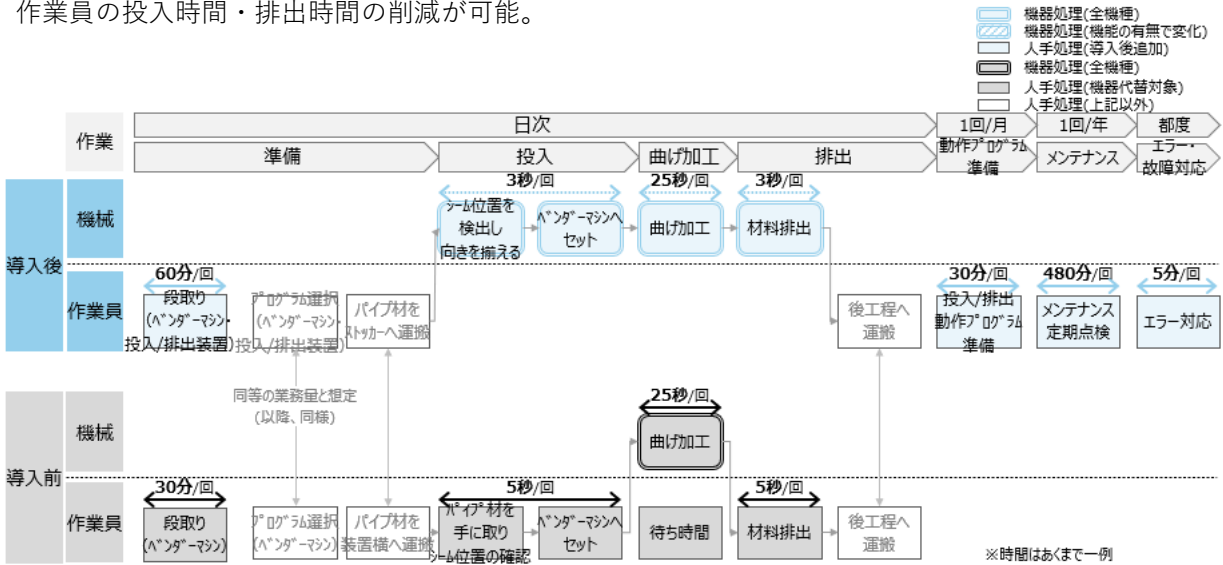 作業員の投入時間・排出時間の削減が可能。
機器処理(全機種)
機器処理(機能の有無で変化)
人手処理(導入後追加)
機器処理(全機種)
人手処理(機器代替対象)
人手処理(上記以外)
作業
日次
1回/月
1回/年
都度
準備
投入
曲げ加工
排出
動作ﾌﾟﾛｸﾞﾗﾑ
準備
メンテナンス
エラー・
故障対応
導入後
機械
3秒/回
25秒/回
3秒/回
ｼｰﾑ位置を
検出し
向きを揃える
ﾍﾞﾝﾀﾞｰﾏｼﾝへ
セット
曲げ加工
材料排出
作業員
60分/回
段取り
(ﾍﾞﾝﾀﾞｰﾏｼﾝ・
投入/排出装置)
ﾌﾟﾛｸﾞﾗﾑ選択
(ﾍﾞﾝﾀﾞｰﾏｼﾝ・
投入/排出装置)
パイプ材を
ｽﾄｯｶｰへ運搬
後工程へ
運搬
30分/回
投入/排出
動作ﾌﾟﾛｸﾞﾗﾑ
準備
480分/回
メンテナンス
定期点検
5分/回
エラー対応
同等の業務量と想定
(以降、同様)
導入前
機械
25秒/回
曲げ加工
作業員
30分/回
段取り
(ﾍﾞﾝﾀﾞｰﾏｼﾝ)
ﾌﾟﾛｸﾞﾗﾑ選択
(ﾍﾞﾝﾀﾞｰﾏｼﾝ)
パイプ材を
装置横へ運搬
5秒/回
ﾊﾟｲﾌﾟ材を
手に取り
ｼｰﾑ位置の確認
ﾍﾞﾝﾀﾞｰﾏｼﾝへ
セット
待ち時間
5秒/回
材料排出
後工程へ
運搬
※時間はあくまで一例